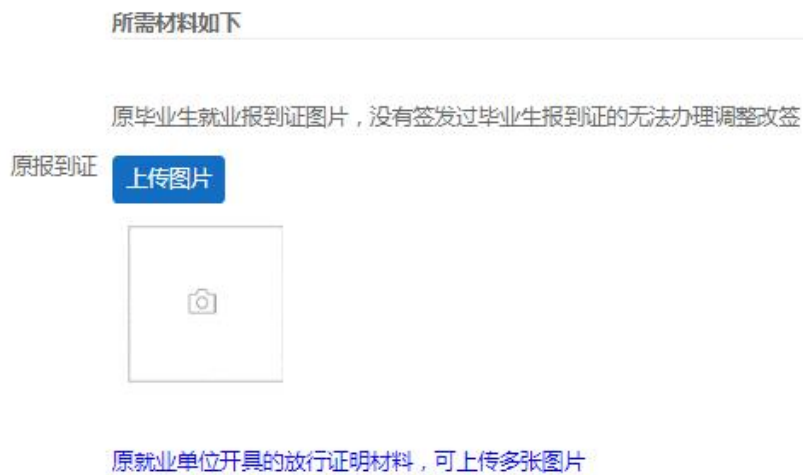 所需材料如下
原毕业生就业报到证图片，没有签发过毕业生报到证的无法办理调整改签
原报到证
上传图片
原就业单位开具的放行证明材料，可上传多张图片